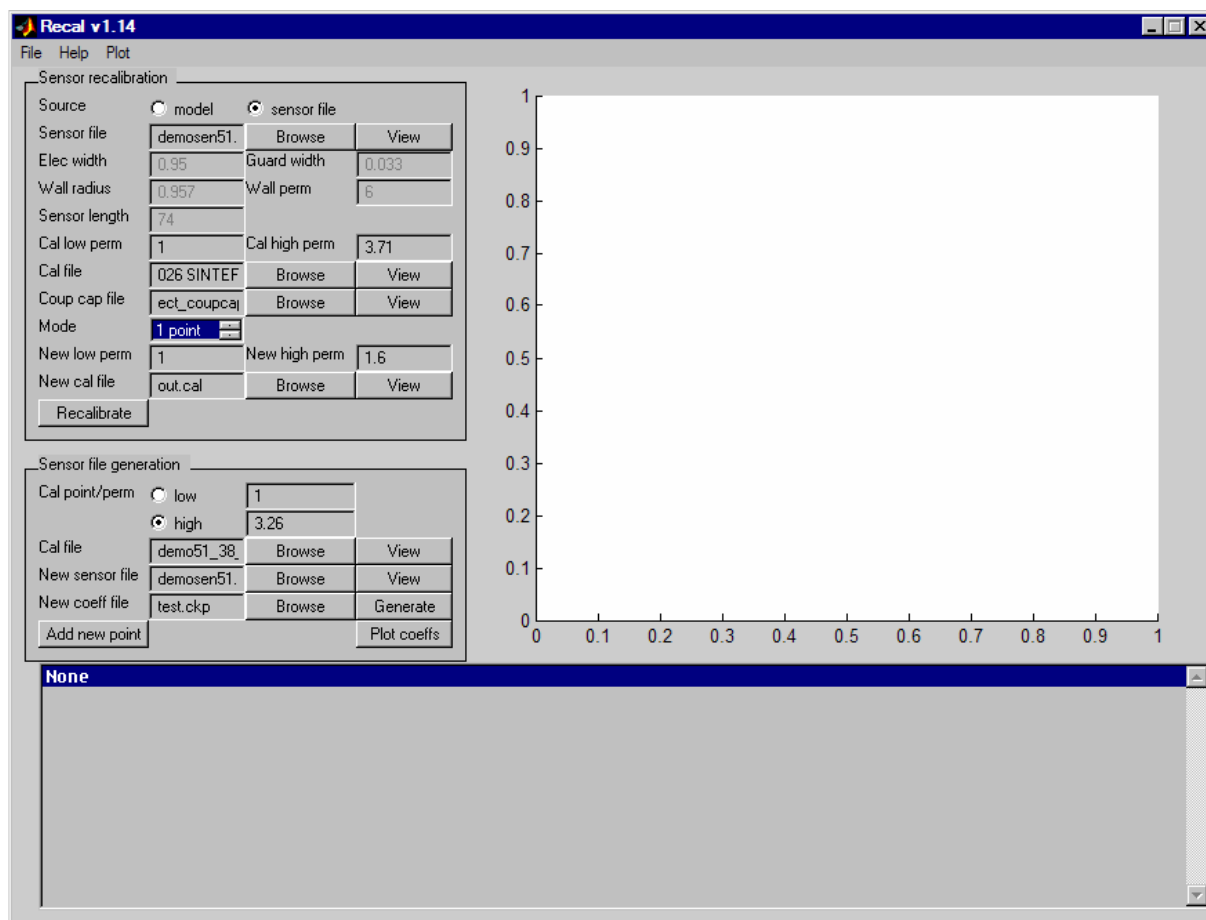 Recal v1.14
File Help Plot
Sensor recalibration
Source model sensor file
Sensor file demosen51. Browse View
Elec width 0.95 Guard width 0.033
Wall radius 0.957 Wall perm 6
Sensor length 74
Cal low perm 1 Cal high perm 3.71
Cal file 026 SINTEF Browse View
Coup cap file ect_coupcap Browse View
Mode 1 point
New low perm 1 New high perm 1.6
New cal file out.cal Browse View
Recalibrate
Sensor file generation
Cal point/perm low 1
high 3.26
Cal file demo51_38_ Browse View
New sensor file demosen51. Browse View
New coeff file test.ckp Browse Generate
Add new point Plot coeffs
1
0.9
0.8
0.7
0.6
0.5
0.4
0.3
0.2
0.1
0
0 0.1 0.2 0.3 0.4 0.5 0.6 0.7 0.8 0.9 1
None